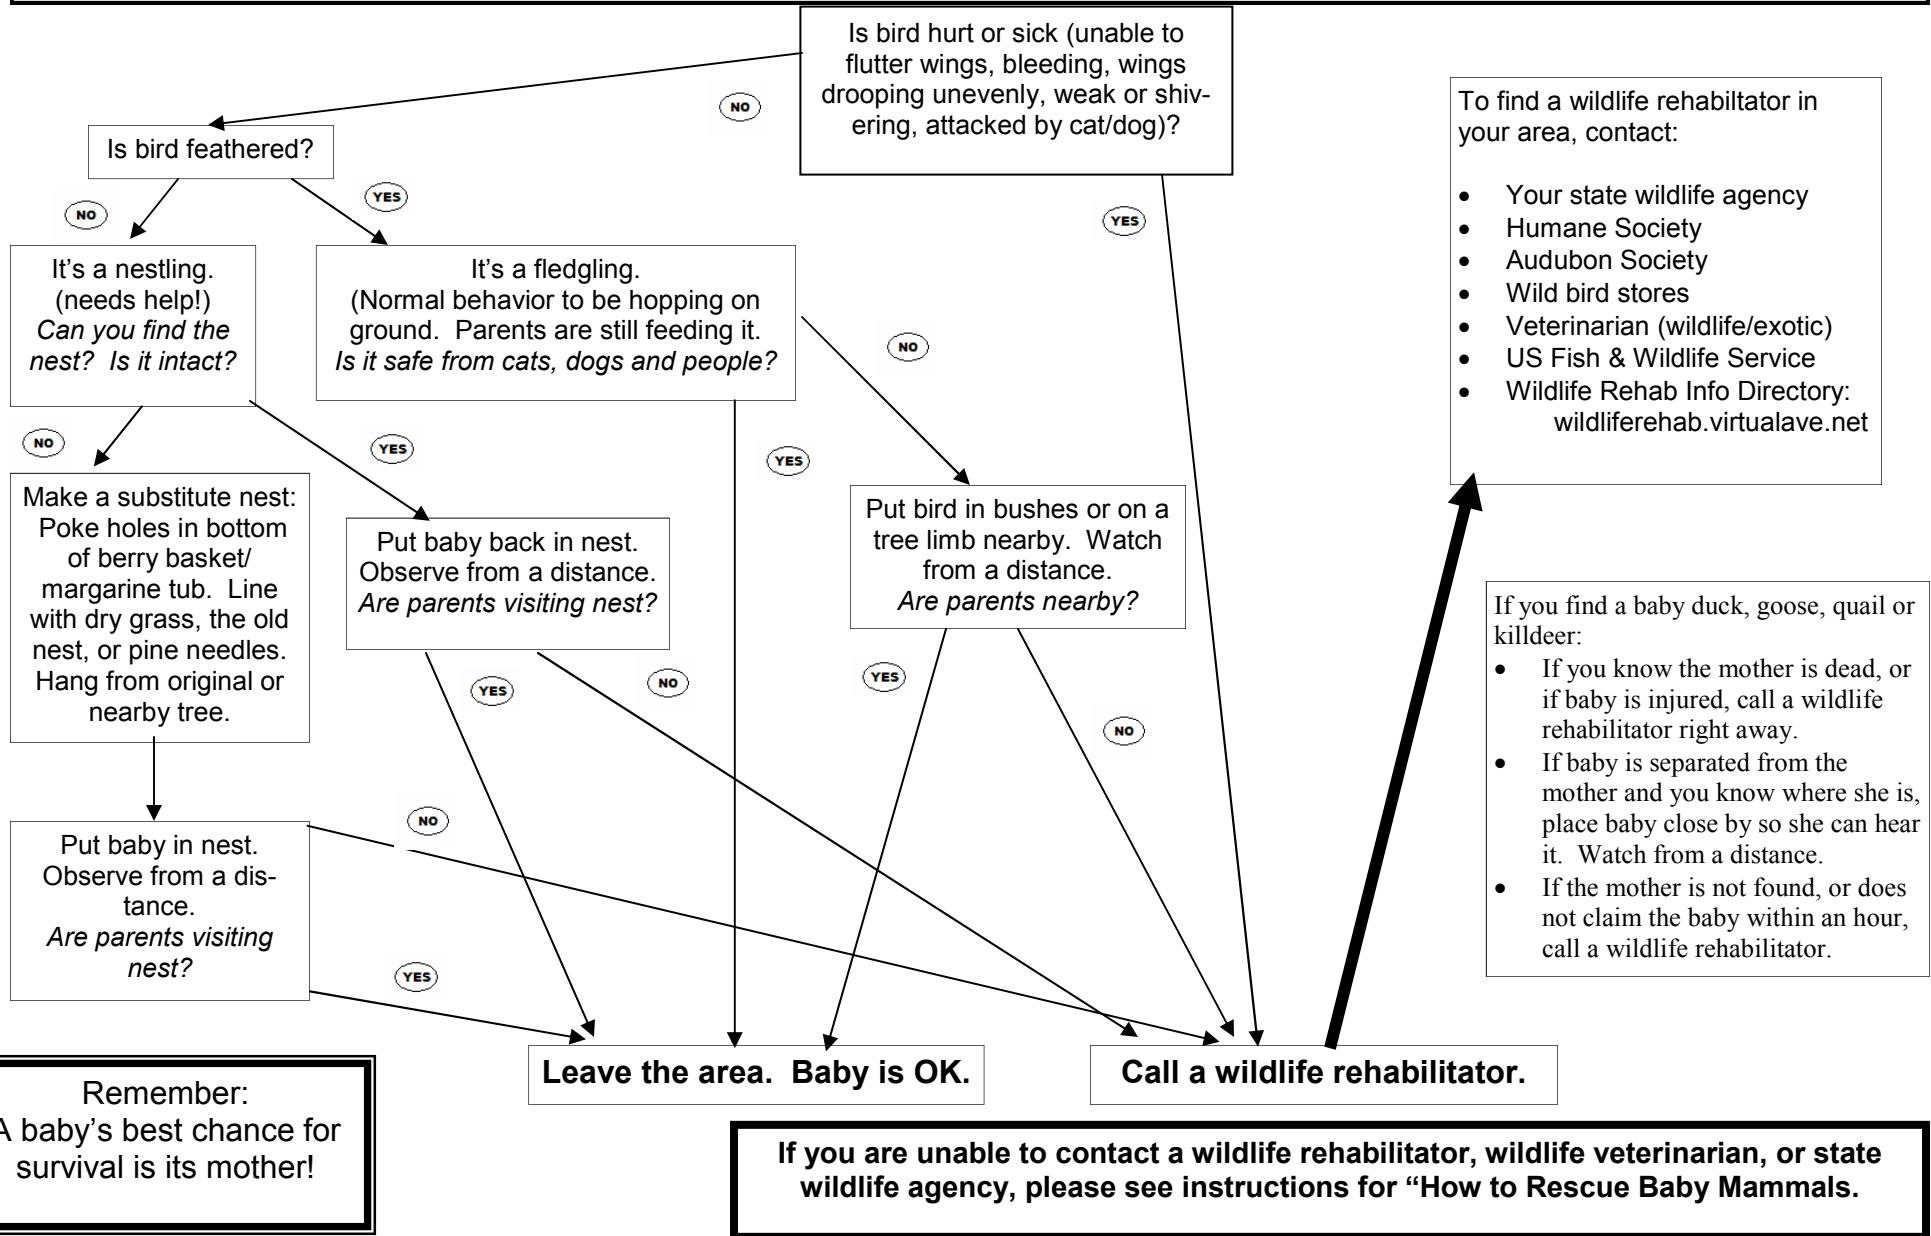 Is bird hurt or sick (unable to
flutter wings, bleeding, wings
drooping unevenly, weak or shiv-
ering, attacked by cat/dog)?
NO
YES
Is bird feathered?
NO
YES
It's a nestling.
(needs help!)
Can you find the
nest?  Is it intact?
NO
YES
It's a fledgling.
(Normal behavior to be hopping on
ground.  Parents are still feeding it.
Is it safe from cats, dogs and people?
NO
YES
Make a substitute nest:
Poke holes in bottom
of berry basket/
margarine tub.  Line
with dry grass, the old
nest, or pine needles.
Hang from original or
nearby tree.
Put baby back in nest.
Observe from a distance.
Are parents visiting nest?
YES
NO
Put bird in bushes or on a
tree limb nearby.  Watch
from a distance.
Are parents nearby?
YES
NO
Put baby in nest.
Observe from a dis-
tance.
Are parents visiting
nest?
NO
YES
Leave the area.  Baby is OK.
Call a wildlife rehabilitator.
To find a wildlife rehabiltator in
your area, contact:
• Your state wildlife agency
• Humane Society
• Audubon Society
• Wild bird stores
• Veterinarian (wildlife/exotic)
• US Fish & Wildlife Service
• Wildlife Rehab Info Directory:
wildliferehab.virtualave.net
If you find a baby duck, goose, quail or
killdeer:
• If you know the mother is dead, or
if baby is injured, call a wildlife
rehabilitator right away.
• If baby is separated from the
mother and you know where she is,
place baby close by so she can hear
it.  Watch from a distance.
• If the mother is not found, or does
not claim the baby within an hour,
call a wildlife rehabilitator.
Remember:
A baby's best chance for
survival is its mother!
If you are unable to contact a wildlife rehabilitator, wildlife veterinarian, or state
wildlife agency, please see instructions for “How to Rescue Baby Mammals.